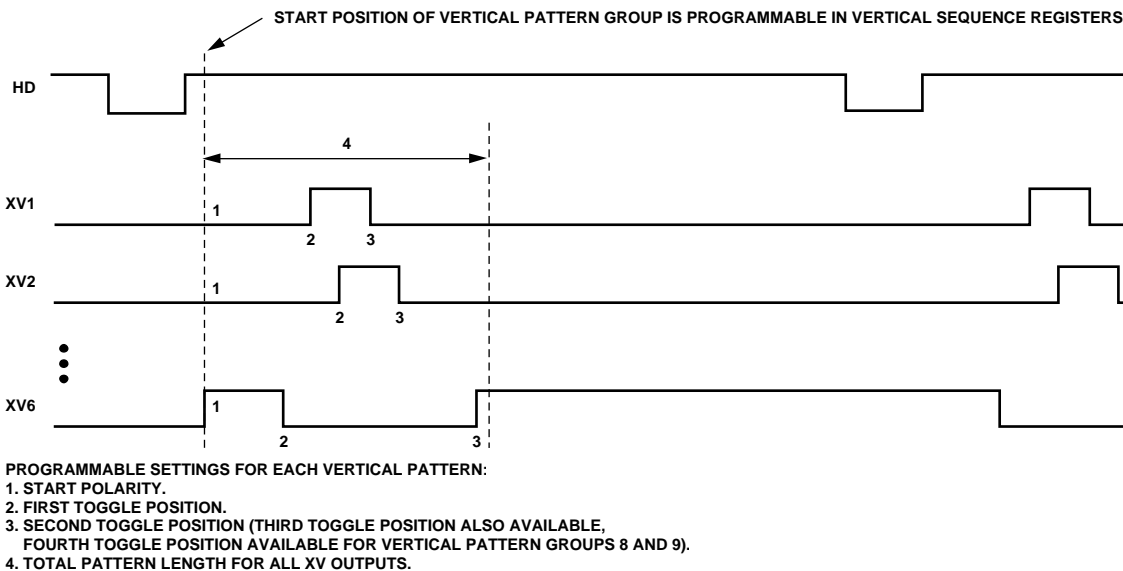 START POSITION OF VERTICAL PATTERN GROUP IS PROGRAMMABLE IN VERTICAL SEQUENCE REGISTERS
HD
4
XV1
1
2 3
XV2
1
2 3
XV6
1
2 3
PROGRAMMABLE SETTINGS FOR EACH VERTICAL PATTERN:
1. START POLARITY.
2. FIRST TOGGLE POSITION.
3. SECOND TOGGLE POSITION (THIRD TOGGLE POSITION ALSO AVAILABLE,
FOURTH TOGGLE POSITION AVAILABLE FOR VERTICAL PATTERN GROUPS 8 AND 9).
4. TOTAL PATTERN LENGTH FOR ALL XV OUTPUTS.